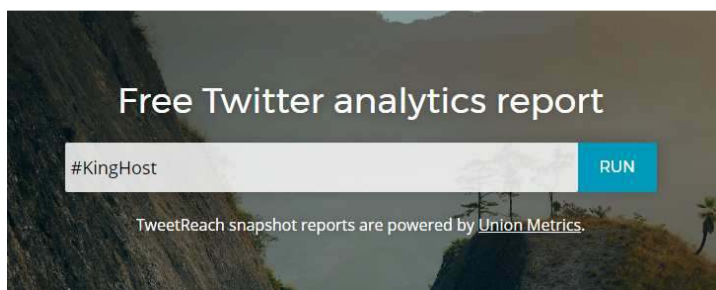 Free Twitter analytics report
#KingHost RUN
TweetReach snapshot reports are powered by Union Metrics.